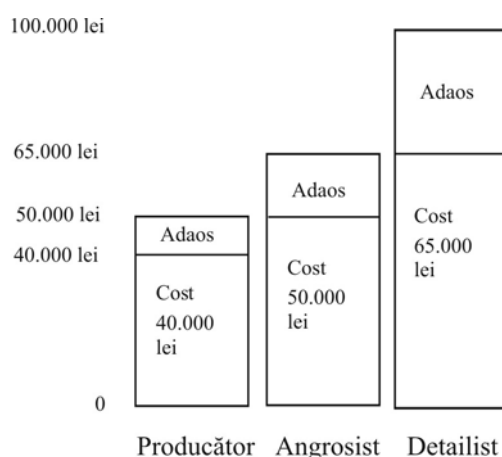 100.000 lei
65.000 lei
50.000 lei
40.000 lei
0
Adaos
Cost
40.000
lei
Adaos
Cost
50.000
lei
Adaos
Cost
65.000
lei
Producător
Angrosist
Detailist